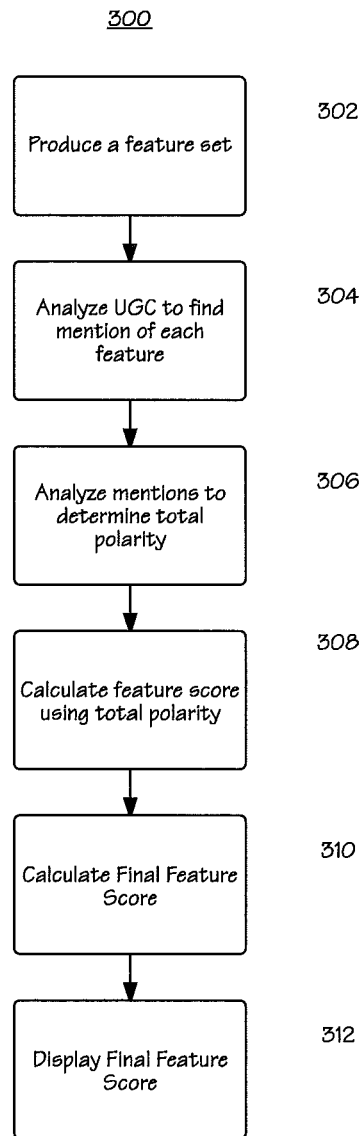 300
Produce a feature set
302
Analyze UGC to find
mention of each
feature
304
Analyze mentions to
determine total
polarity
306
Calculate feature score
using total polarity
308
Calculate Final Feature
Score
310
Display Final Feature
Score
312